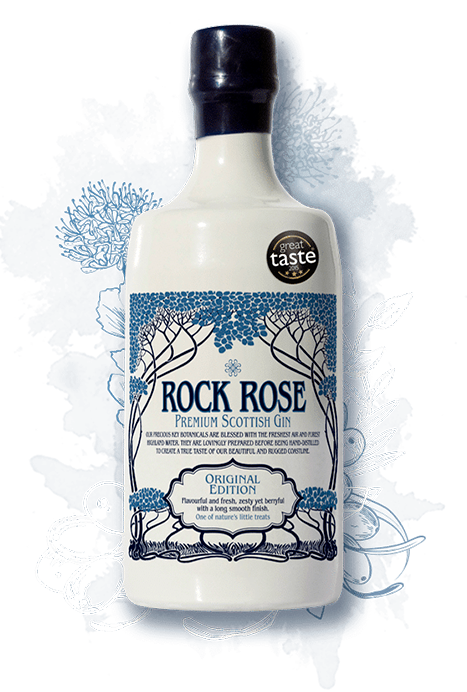 great
taste
2015
ROCK ROSE
PREMIUM SCOTTISH GIN
OUR PRECIOUS KEY BOTANICALS ARE BLESSED WITH THE FRESHEST AIR AND PUREST
HIGHLAND WATER. THEY ARE LOVINGLY PREPARED BEFORE BEING HAND-DISTILLED
TO CREATE A TRUE TASTE OF OUR BEAUTIFUL AND RUGGED COASTLINE.
ORIGINAL
EDITION
Flavourful and fresh, zesty yet berryful
with a long smooth finish.
One of nature's little treats